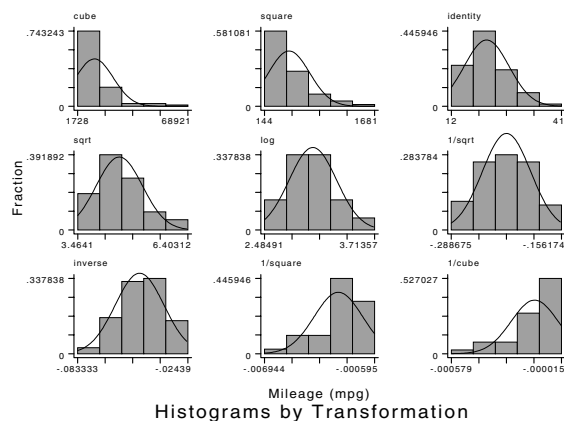 cube square identity
.743243 .581081 .445946
0 0 0
1728 68921 144 1681 12 41
sqrt log 1/sqrt
.391892 .337838 .283784
0 0 0
3.4641 6.40312 2.48491 3.71357 -.288675 -.156174
inverse 1/square 1/cube
.337838 .445946 .527027
0 0 0
-.083333 -.02439 -.006944 -.000595 -.000579 -.000015
Fraction
Mileage (mpg)
Histograms by Transformation